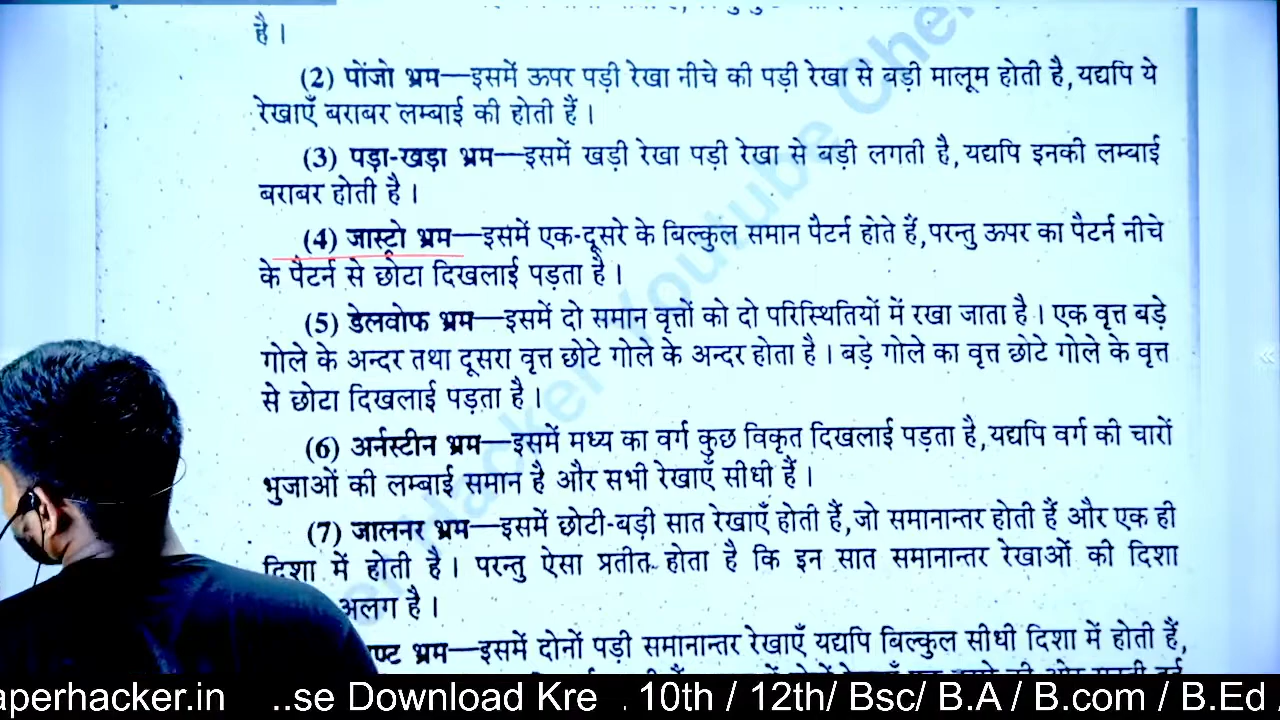 है।
(2) पोंजो भ्रम—इसमें ऊपर पड़ी रेखा नीचे की पड़ी रेखा से बड़ी मालूम होती है, यद्यपि ये
रेखाएँ बराबर लम्बाई की होती हैं।
(3) पड़ा-खड़ा भ्रम—इसमें खड़ी रेखा पड़ी रेखा से बड़ी लगती है, यद्यपि इनकी लम्बाई
बराबर होती है।
(4) जास्ट्रो भ्रम—इसमें एक-दूसरे के बिल्कुल समान पैटर्न होते हैं, परन्तु ऊपर का पैटर्न नीचे
के पैटर्न से छोटा दिखलाई पड़ता है।
(5) डेलवोफ भ्रम—इसमें दो समान वृत्तों को दो परिस्थितियों में रखा जाता है। एक वृत्त बड़े
गोले के अन्दर तथा दूसरा वृत्त छोटे गोले के अन्दर होता है। बड़े गोले का वृत्त छोटे गोले के वृत्त
से छोटा दिखलाई पड़ता है।
(6) अर्नस्टीन भ्रम—इसमें मध्य का वर्ग कुछ विकृत दिखलाई पड़ता है, यद्यपि वर्ग की चारों
भुजाओं की लम्बाई समान है और सभी रेखाएँ सीधी हैं।
(7) जालनर भ्रम—इसमें छोटी-बड़ी सात रेखाएँ होती हैं, जो समानान्तर होती हैं और एक ही
दिशा में होती है। परन्तु ऐसा प्रतीत होता है कि इन सात समानान्तर रेखाओं की दिशा
अलग है।
ण्ट भ्रम—इसमें दोनों पड़ी समानान्तर रेखाएँ यद्यपि बिल्कुल सीधी दिशा में होती हैं,
Hacker Youtube Che
aperhacker.in ..se Download Kre . 10th / 12th/ Bsc/ B.A / B.com / B.Ed /